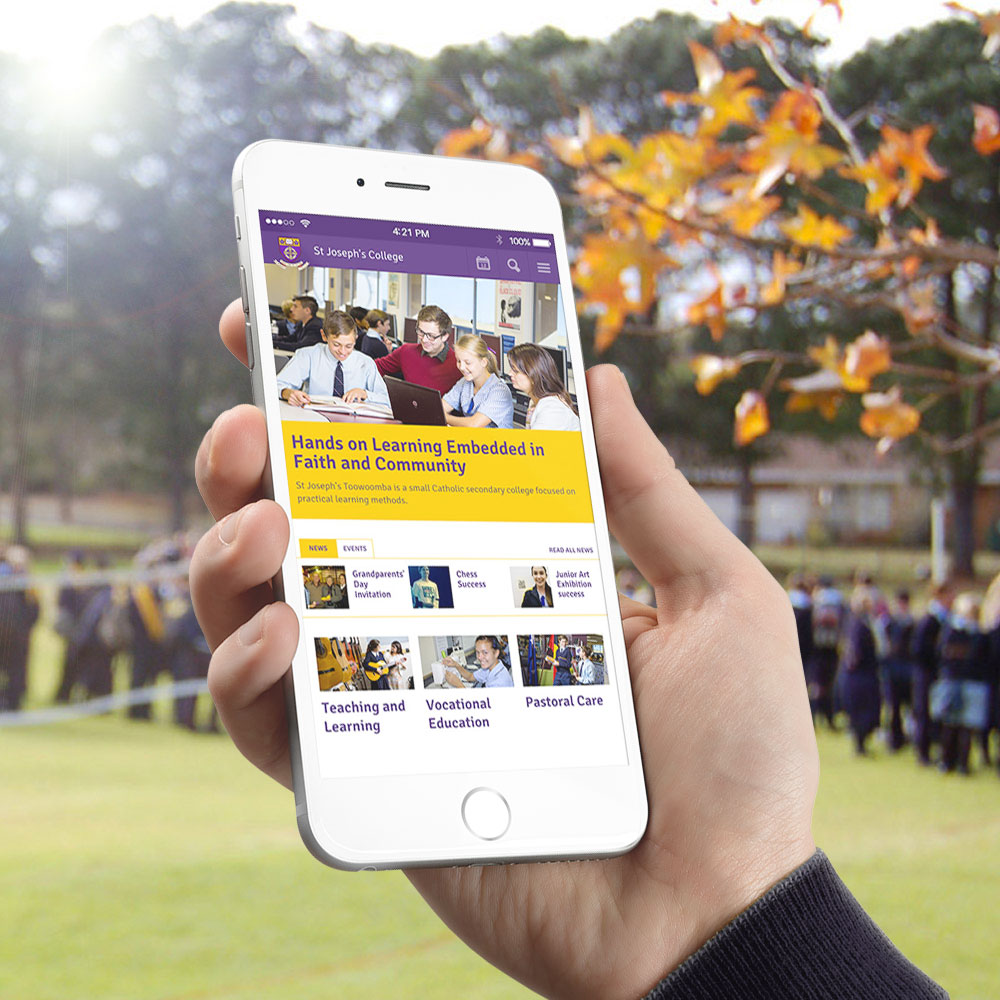 4:21 PM
100%
St Joseph's College
Hands on Learning Embedded in
Faith and Community
St Joseph's Toowoomba is a small Catholic secondary college focused on
practical learning methods.
NEWS
EVENTS
READ ALL NEWS
Grandparents'
Day
Invitation
Chess
Success
Junior Art
Exhibition
success
Teaching and
Learning
Vocational
Education
Pastoral Care